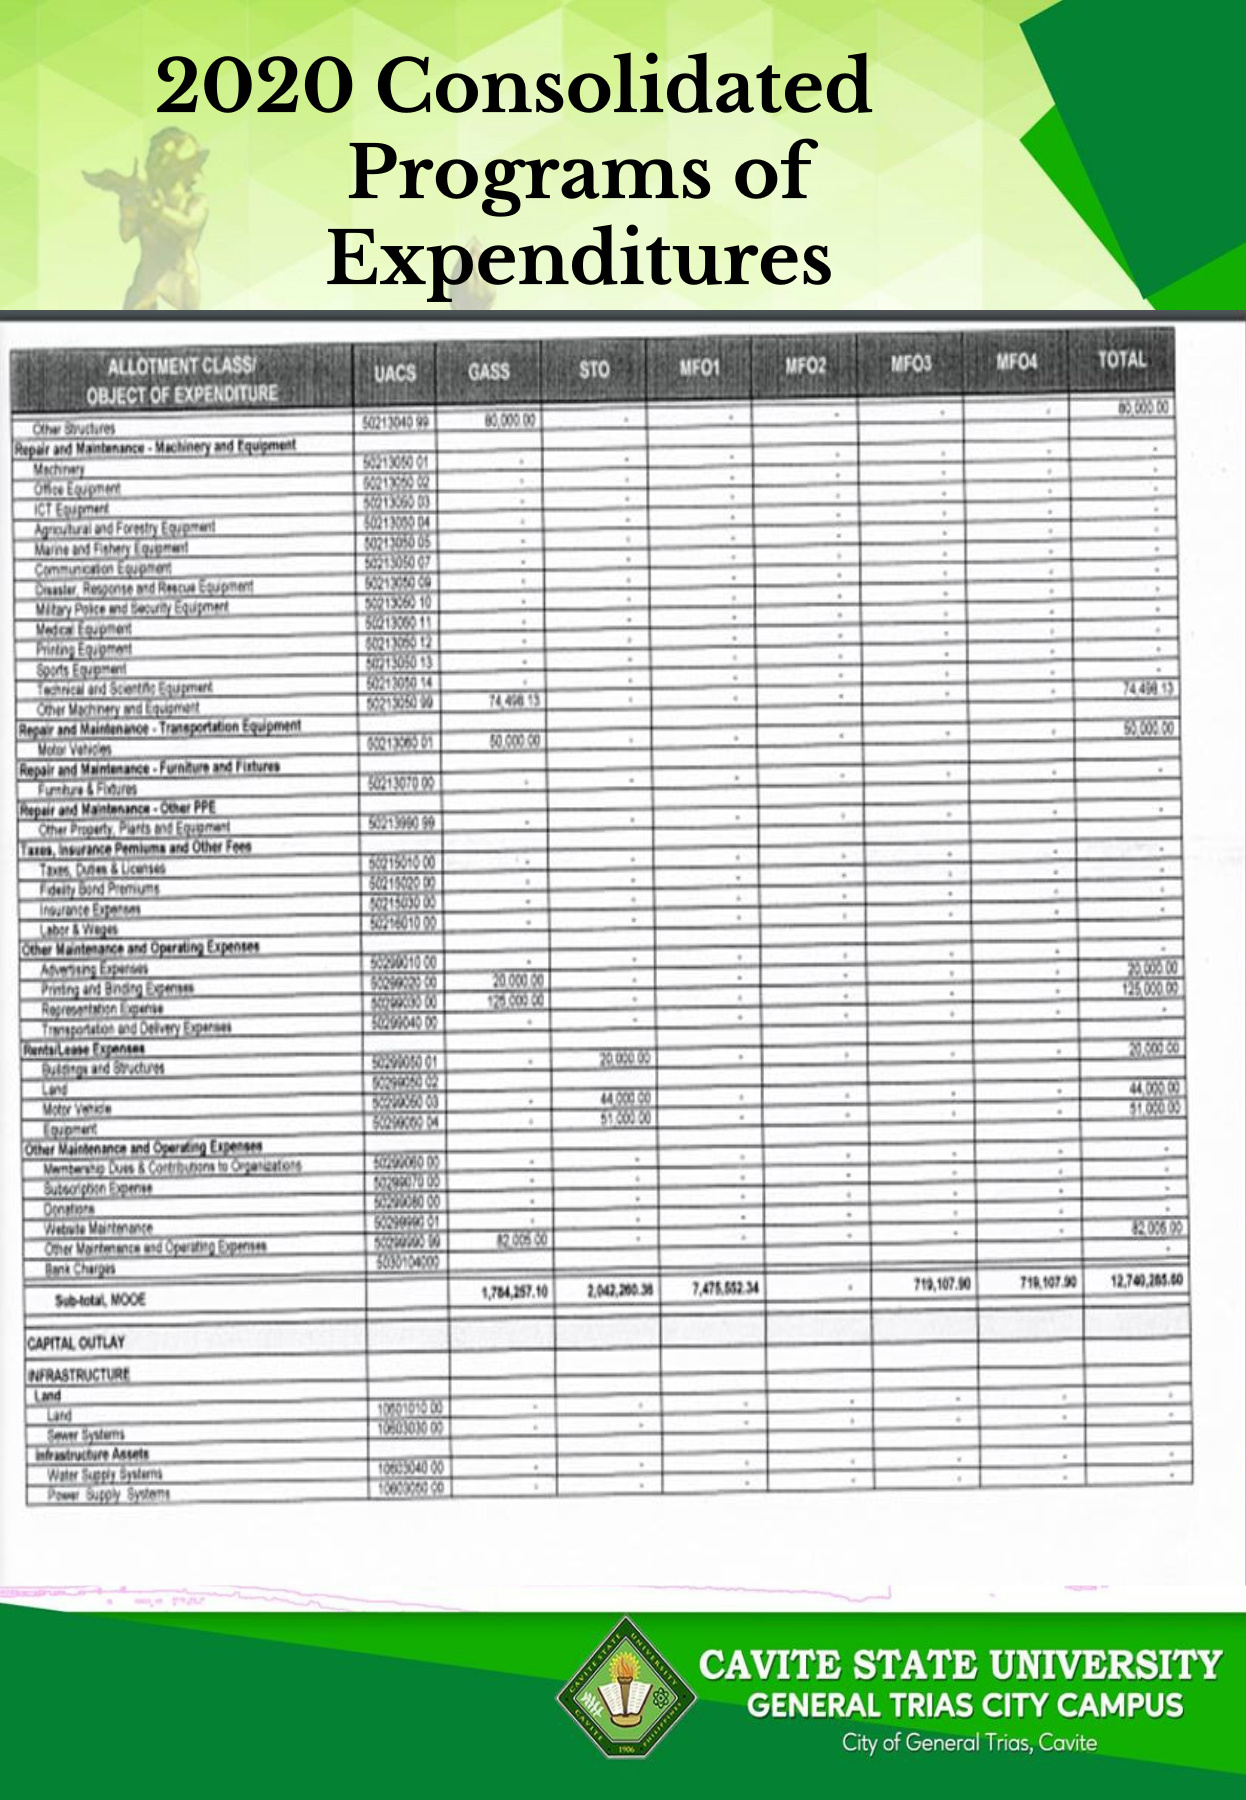 2020 Consolidated
Programs of
Expenditures
ALLOTMENT CLASS/ OBJECT OF EXPENDITURE UACS GASS STO MFO1 MFO2 MFO3 MFO4 TOTAL
Other Structures 50213040 99 80,000.00 - - - - - 80,000.00
Repair and Maintenance - Machinery and Equipment
Machinery 50213050 01 - - - - - - -
Office Equipment 50213050 02 - - - - - - -
ICT Equipment 50213050 03 - - - - - - -
Agricultural and Forestry Equipment 50213050 04 - - - - - - -
Marine and Fishery Equipment 50213050 05 - - - - - - -
Communication Equipment 50213050 07 - - - - - - -
Disaster, Response and Rescue Equipment 50213050 09 - - - - - - -
Military Police and Security Equipment 50213050 10 - - - - - - -
Medical Equipment 50213050 11 - - - - - - -
Printing Equipment 50213050 12 - - - - - - -
Sports Equipment 50213050 13 - - - - - - -
Technical and Scientific Equipment 50213050 14 - - - - - - -
Other Machinery and Equipment 50213050 99 74,498.13 - - - - - 74,498.13
Repair and Maintenance - Transportation Equipment
Motor Vehicles 50213060 01 50,000.00 - - - - - 50,000.00
Repair and Maintenance - Furniture and Fixtures
Furniture & Fixtures 50213070 00 - - - - - - -
Repair and Maintenance - Other PPE
Other Property, Plants and Equipment 50213990 99 - - - - - - -
Taxes, Insurance Pemiums and Other Fees
Taxes, Duties & Licenses 50215010 00 - - - - - - -
Fidelity Bond Premiums 50215020 00 - - - - - - -
Insurance Expenses 50215030 00 - - - - - - -
Labor & Wages 50216010 00 - - - - - - -
Other Maintenance and Operating Expenses
Advertising Expenses 50299010 00 - - - - - - -
Printing and Binding Expenses 50299020 00 20,000.00 - - - - - 20,000.00
Representation Expense 50299030 00 125,000.00 - - - - - 125,000.00
Transportation and Delivery Expenses 50299040 00 - - - - - - -
Rents/Lease Expenses
Buildings and Structures 50299050 01 - 20,000.00 - - - - 20,000.00
Land 50299050 02
Motor Vehicle 50299050 03 - 44,000.00 - - - - 44,000.00
Equipment 50299050 04 - 51,000.00 - - - - 51,000.00
Other Maintenance and Operating Expenses
Membership Dues & Contributions to Organizations 50299060 00 - - - - - - -
Subscription Expense 50299070 00 - - - - - - -
Donations 50299080 00 - - - - - - -
Website Maintenance 50299990 01 - - - - - - -
Other Maintenance and Operating Expenses 50299990 99 82,005.00 - - - - - 82,005.00
Bank Charges 5030104000 -
Sub-total, MOOE 1,784,257.10 2,042,260.36 7,475,552.34 - 719,107.90 719,107.90 12,740,285.60
CAPITAL OUTLAY
INFRASTRUCTURE
Land
Land 10601010 00 - - - - - - -
Sewer Systems 10603030 00 - - - - - - -
Infrastructure Assets
Water Supply Systems 10603040 00 - - - - - - -
Power Supply Systems 10603050 00 - - - - - - -
CAVITE STATE UNIVERSITY
CAVITE PHILIPPINES
1906
CAVITE STATE UNIVERSITY
GENERAL TRIAS CITY CAMPUS
City of General Trias, Cavite